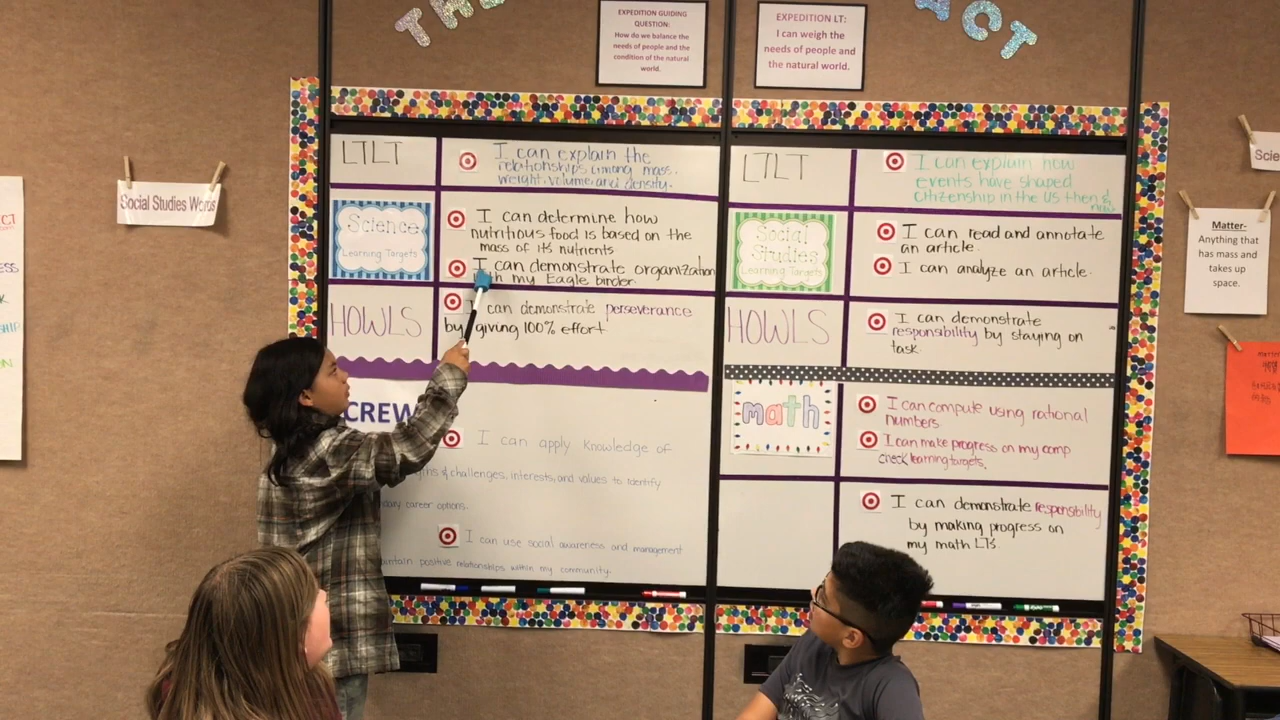 THE
ACT
EXPEDITION GUIDING
QUESTION:
How do we balance the
needs of people and the
condition of the natural
world.
EXPEDITION LT:
I can weigh the
needs of people and
the natural world.
Social Studies Words
LTLT
I can explain the
relationships among mass,
weight, volume, and density.
Science
Learning Targets
I can determine how
nutritious food is based on the
mass of its nutrients
I can demonstrate organization
my Eagle binder.
HOWLS
I can demonstrate perseverance
by giving 100% effort
CREW
I can apply knowledge of
challenges, interests, and values to identify
career options.
I can use social awareness and management
positive relationships within my community.
LTLT
I can explain how
events have shaped
citizenship in the US then &
now
Social
Studies
Learning Targets
I can read and annotate
an article.
I can analyze an article.
HOWLS
I can demonstrate
responsibility by staying on
task.
math
I can compute using rational
numbers.
I can make progress on my comp
check learning targets.
I can demonstrate responsibility
by making progress on
my math LTs.
Scie
Matter-
Anything that
has mass and
takes up
space.